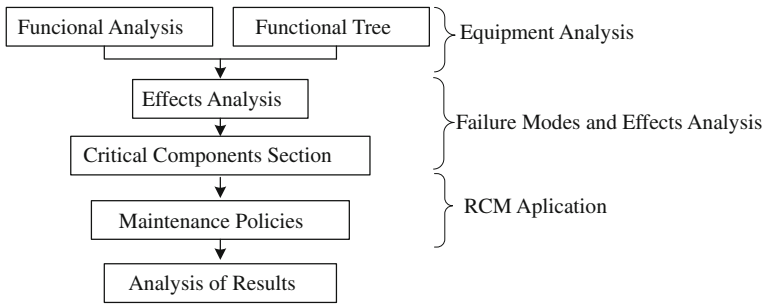 Funcional Analysis
Functional Tree
Equipment Analysis
Effects Analysis
Failure Modes and Effects Analysis
Critical Components Section
RCM Aplication
Maintenance Policies
Analysis of Results